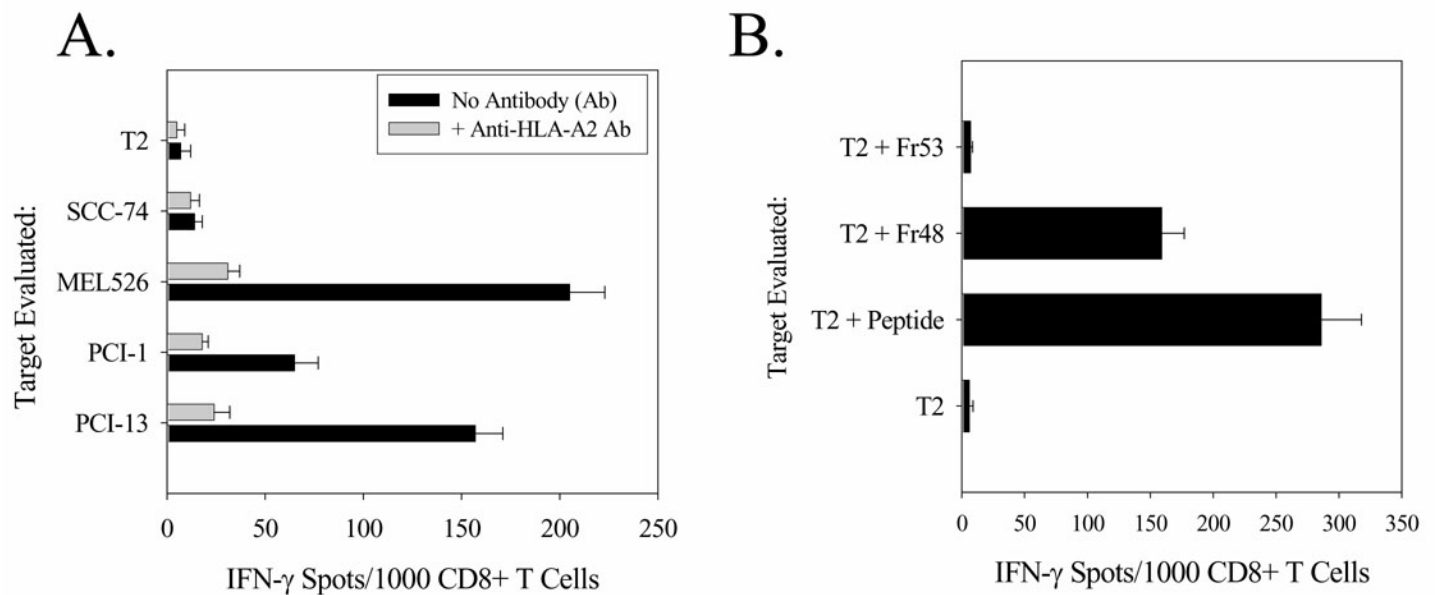 A.
No Antibody (Ab)
+ Anti-HLA-A2 Ab
Target Evaluated:
T2
SCC-74
MEL526
PCI-1
PCI-13
0 50 100 150 200 250
IFN-γ Spots/1000 CD8+ T Cells
B.
Target Evaluated:
T2 + Fr53
T2 + Fr48
T2 + Peptide
T2
0 50 100 150 200 250 300 350
IFN-γ Spots/1000 CD8+ T Cells